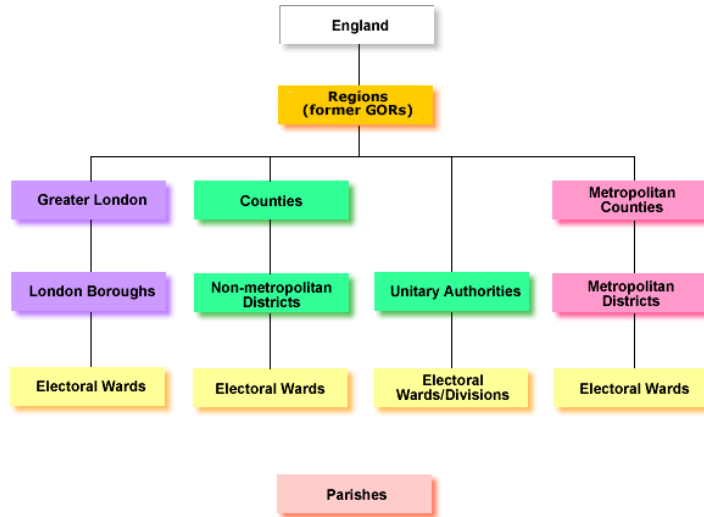 England
Regions
(former GORs)
Greater London
Counties
Metropolitan
Counties
London Boroughs
Non-metropolitan
Districts
Unitary Authorities
Metropolitan
Districts
Electoral Wards
Electoral Wards
Electoral
Wards/Divisions
Electoral Wards
Parishes